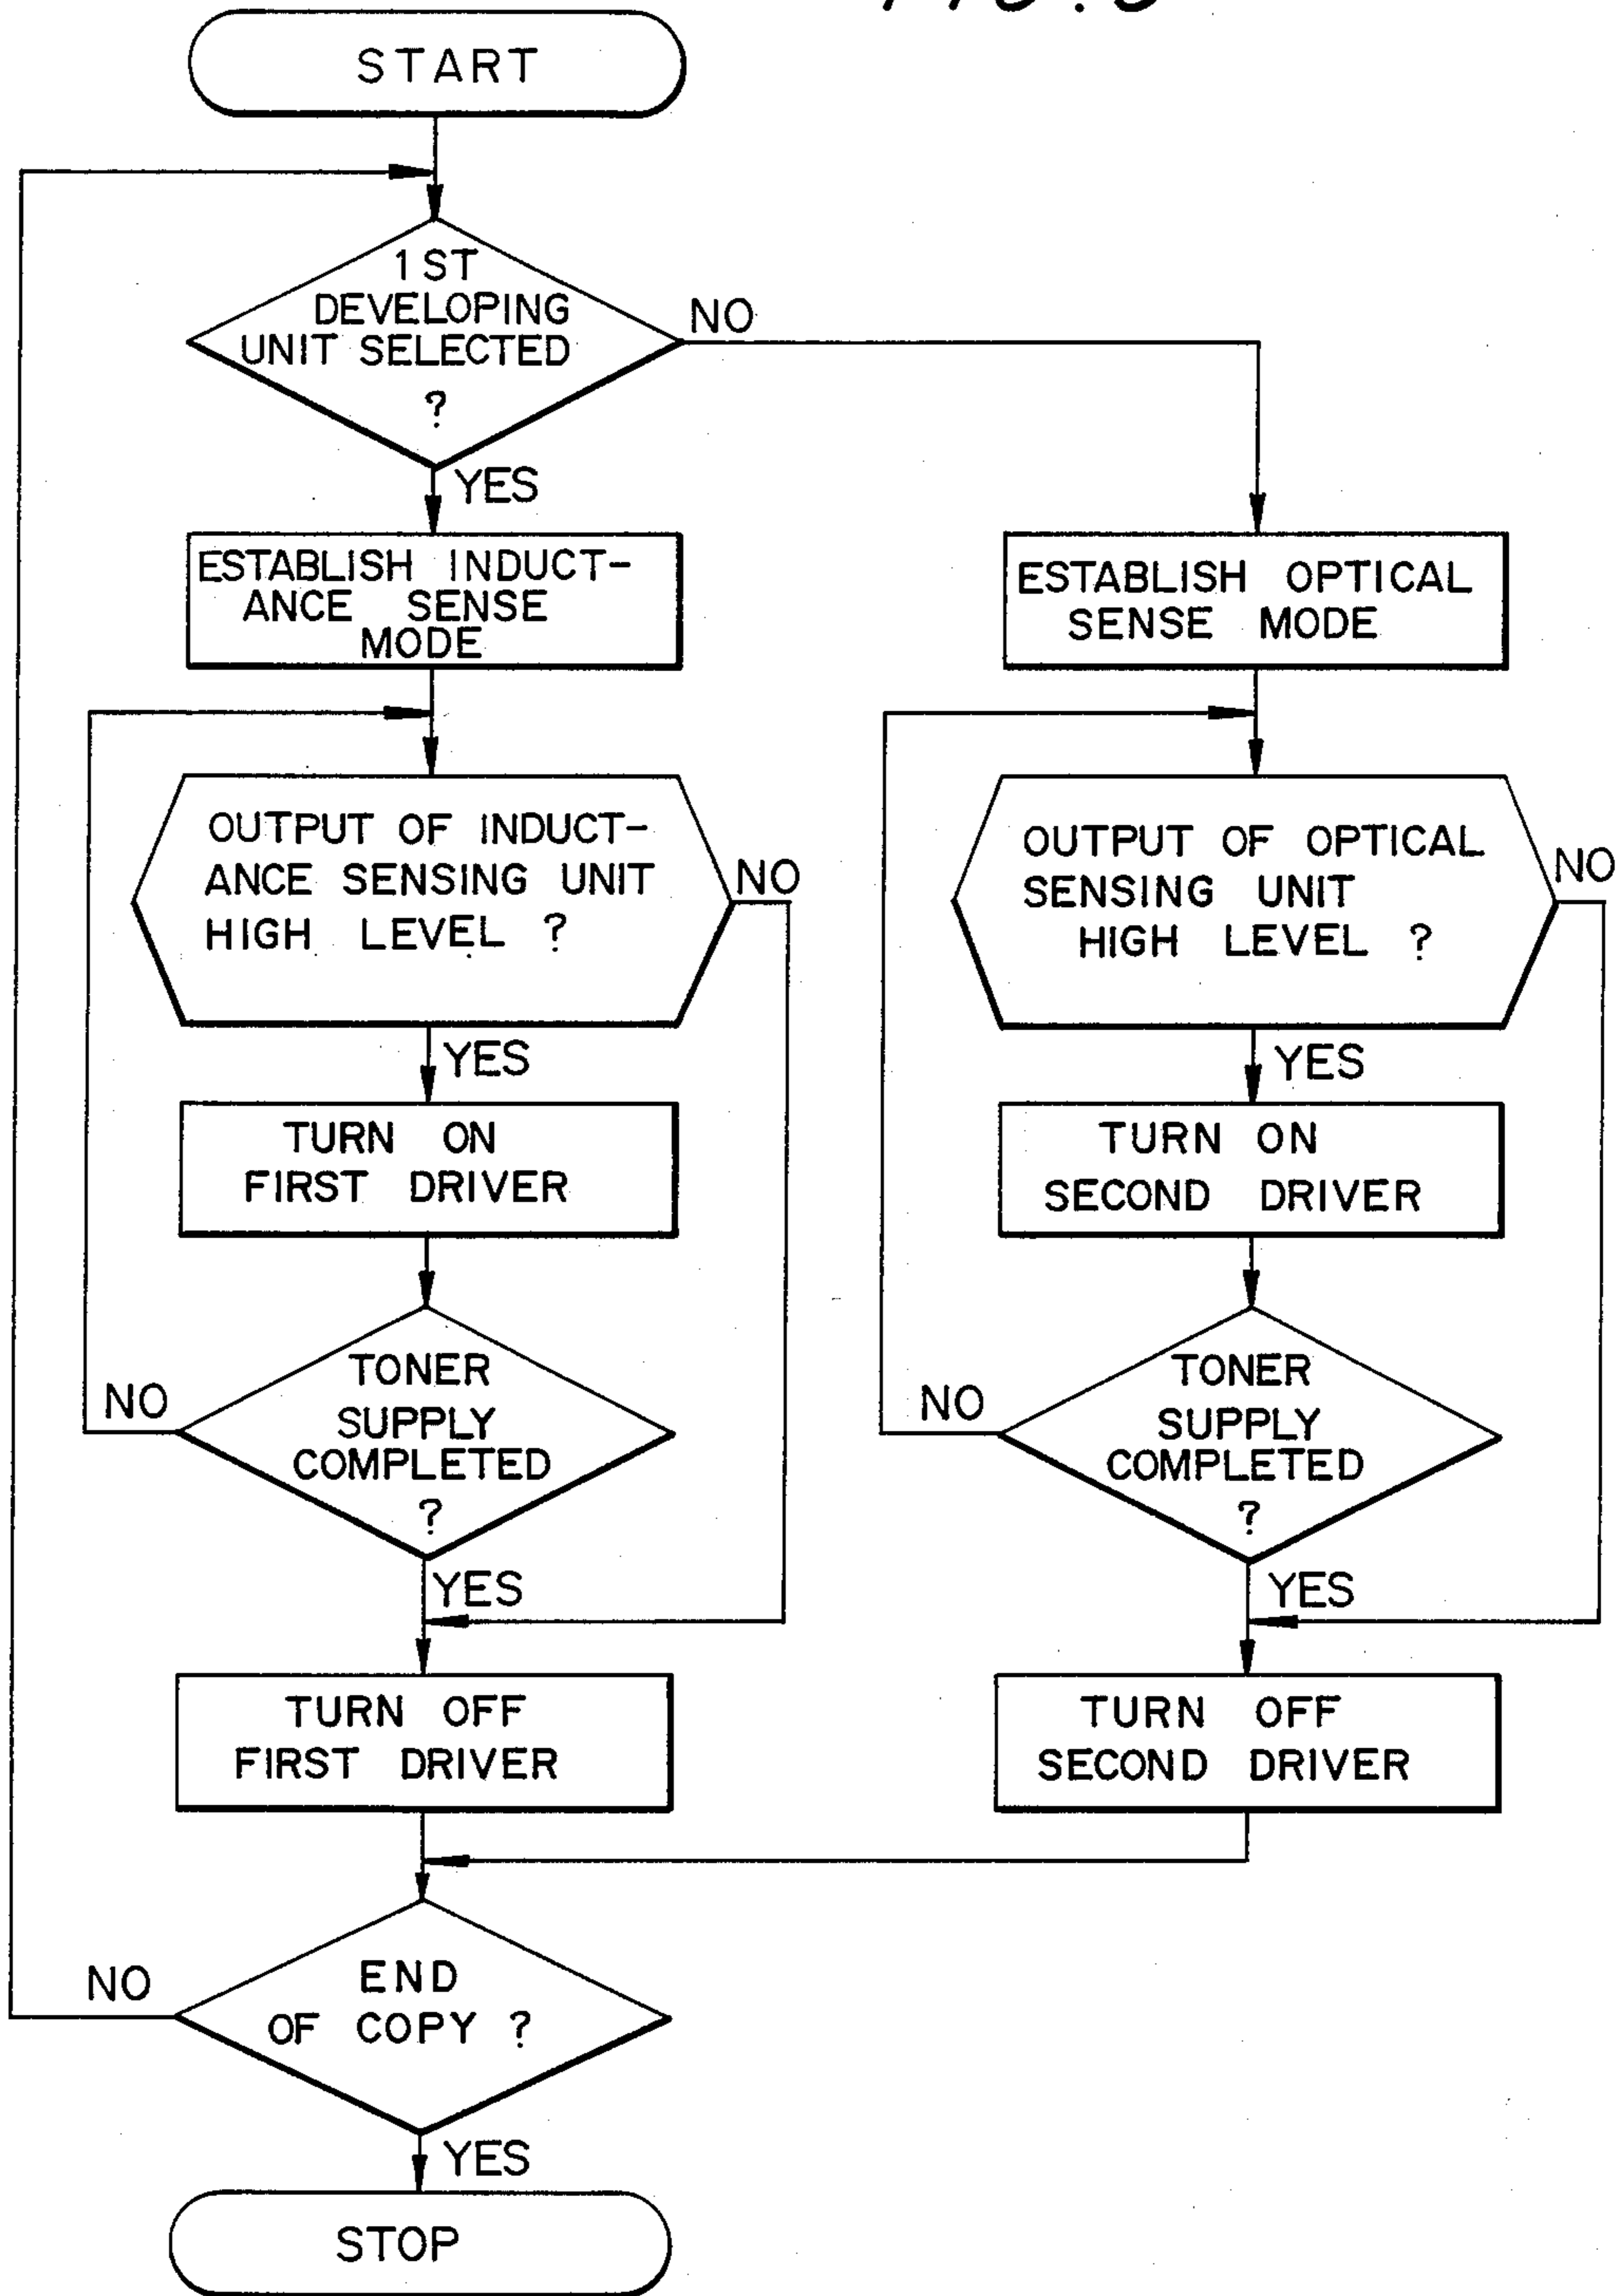 START
1ST
DEVELOPING
UNIT SELECTED
?
NO
YES
ESTABLISH INDUCT-
ANCE SENSE
MODE
ESTABLISH OPTICAL
SENSE MODE
OUTPUT OF INDUCT-
ANCE SENSING UNIT
HIGH LEVEL ?
NO
OUTPUT OF OPTICAL
SENSING UNIT
HIGH LEVEL ?
NO
YES
YES
TURN ON
FIRST DRIVER
TURN ON
SECOND DRIVER
TONER
SUPPLY
COMPLETED
?
NO
TONER
SUPPLY
COMPLETED
?
NO
YES
YES
TURN OFF
FIRST DRIVER
TURN OFF
SECOND DRIVER
END
OF COPY ?
NO
YES
STOP